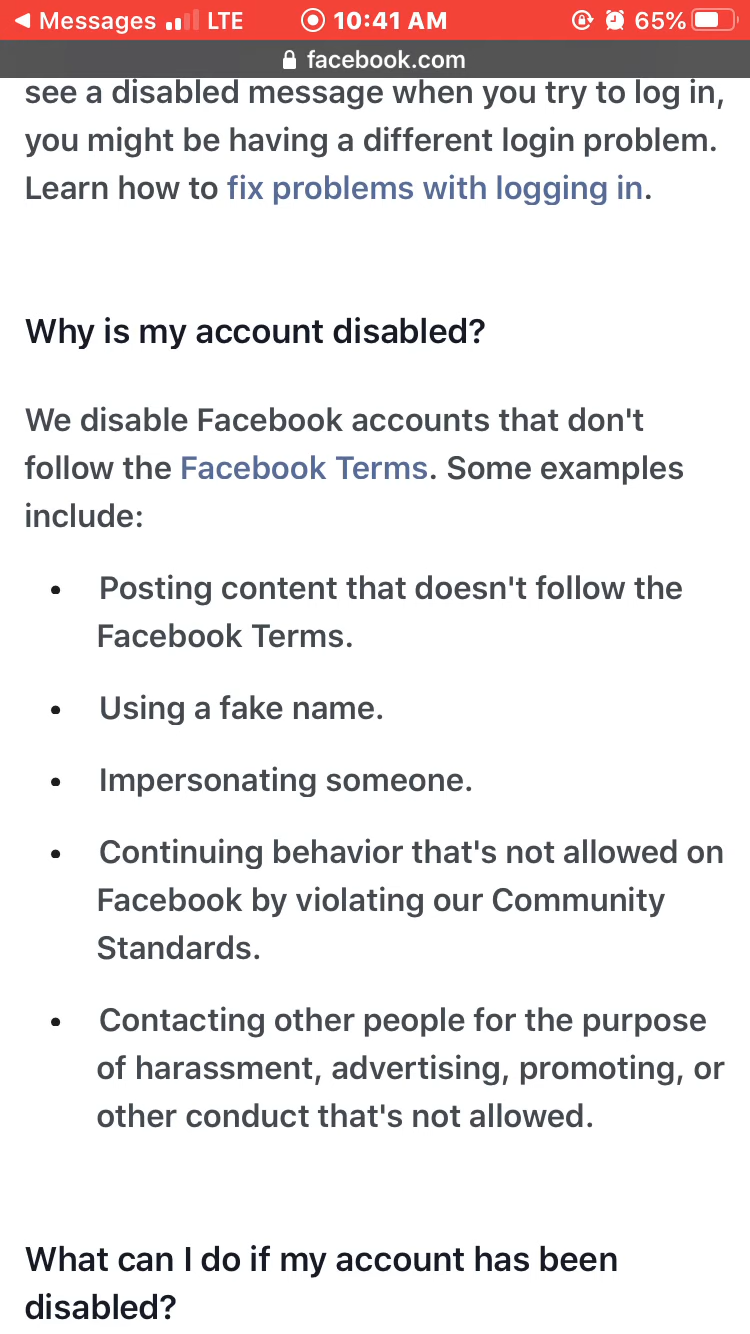 Messages LTE 10:41 AM 65%
facebook.com
see a disabled message when you try to log in,
you might be having a different login problem.
Learn how to fix problems with logging in.
Why is my account disabled?
We disable Facebook accounts that don't
follow the Facebook Terms. Some examples
include:
• Posting content that doesn't follow the
Facebook Terms.
• Using a fake name.
• Impersonating someone.
• Continuing behavior that's not allowed on
Facebook by violating our Community
Standards.
• Contacting other people for the purpose
of harassment, advertising, promoting, or
other conduct that's not allowed.
What can I do if my account has been
disabled?